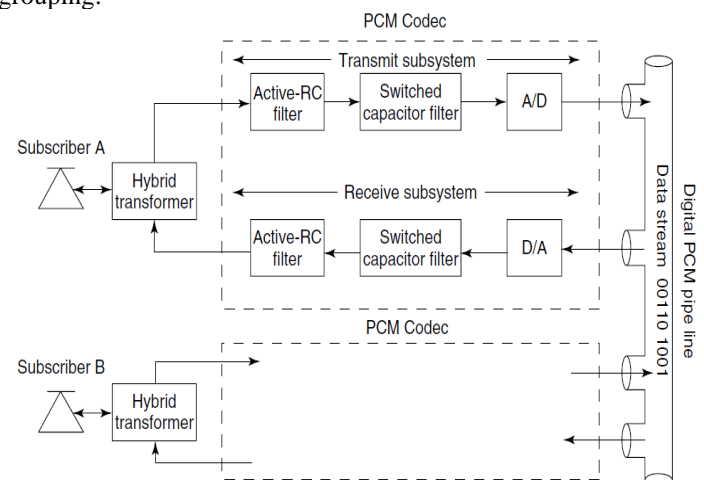 grouping.
PCM Codec
Transmit subsystem
Active-RC
filter
Switched
capacitor filter
A/D
Subscriber A
Hybrid
transformer
Receive subsystem
Active-RC
filter
Switched
capacitor filter
D/A
Digital PCM pipe line
Data stream 00110 1001
PCM Codec
Subscriber B
Hybrid
transformer